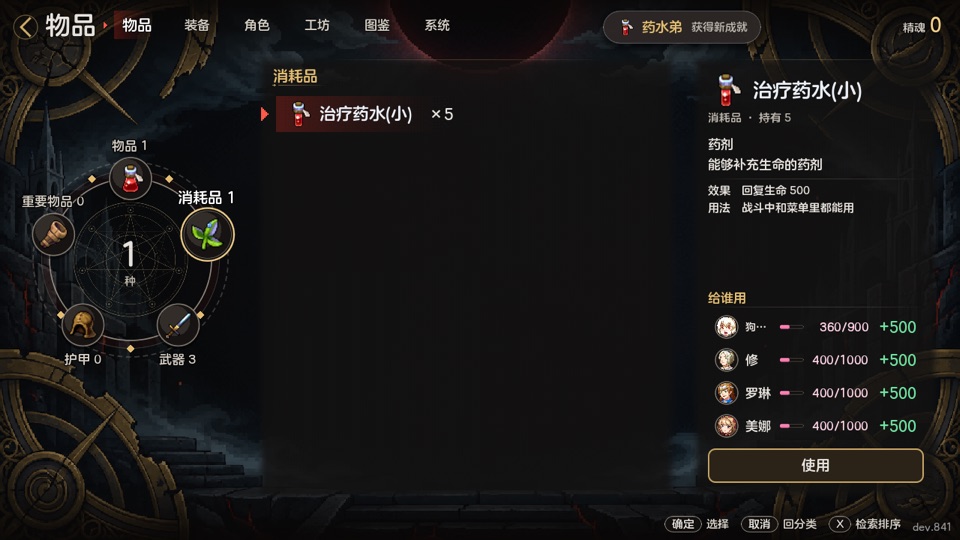 物品
物品 装备 角色 工坊 图鉴 系统
药水弟 获得新成就
精魂 0
消耗品
治疗药水(小) ×5
物品 1
重要物品 0
消耗品 1
1
种
护甲 0
武器 3
治疗药水(小)
消耗品 · 持有 5
药剂
能够补充生命的药剂
效果 回复生命 500
用法 战斗中和菜单里都能用
给谁用
狗… 360/900 +500
修 400/1000 +500
罗琳 400/1000 +500
美娜 400/1000 +500
使用
确定 选择 取消 回分类 X 检索排序
dev.841